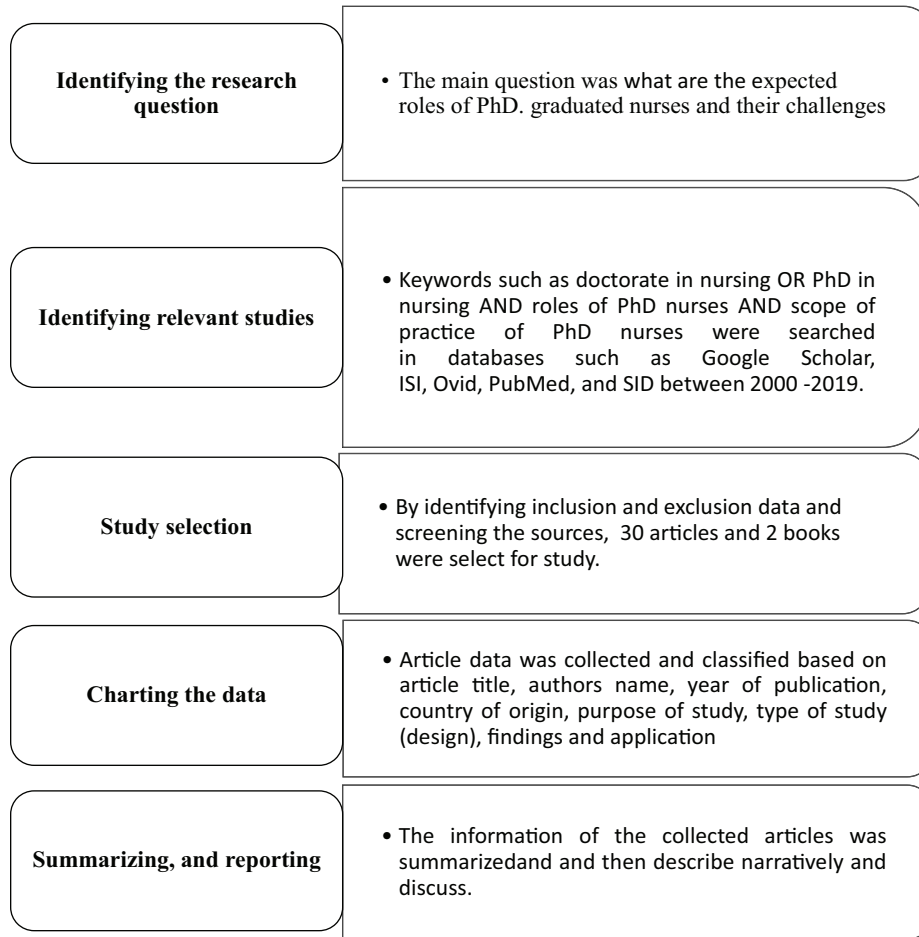 Identifying the research
question
• The main question was what are the expected
roles of PhD. graduated nurses and their challenges
Identifying relevant studies
• Keywords such as doctorate in nursing OR PhD in
nursing AND roles of PhD nurses AND scope of
practice of PhD nurses were searched
in databases such as Google Scholar,
ISI, Ovid, PubMed, and SID between 2000 -2019.
Study selection
• By identifying inclusion and exclusion data and
screening the sources, 30 articles and 2 books
were select for study.
Charting the data
• Article data was collected and classified based on
article title, authors name, year of publication,
country of origin, purpose of study, type of study
(design), findings and application
Summarizing, and reporting
• The information of the collected articles was
summarizedand and then describe narratively and
discuss.